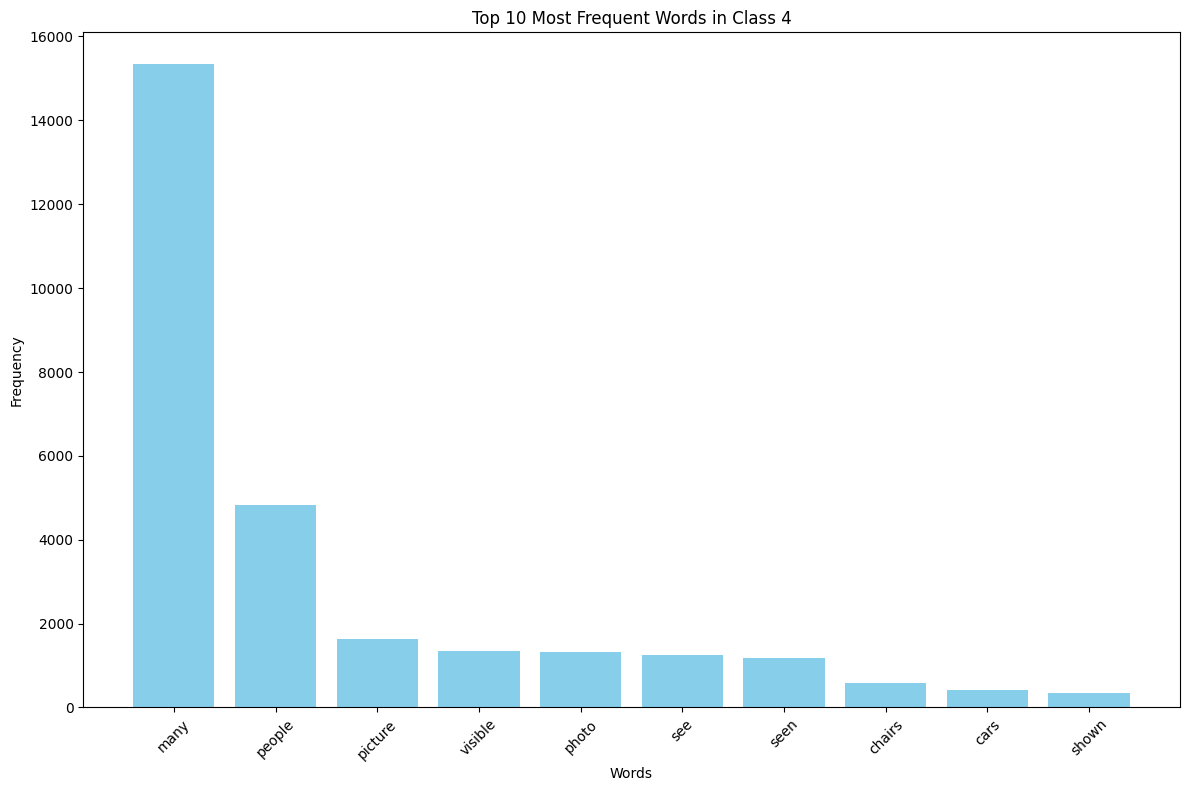 Top 10 Most Frequent Words in Class 4
16000
14000
12000
10000
8000
6000
4000
2000
0
Frequency
many people picture visible photo see seen chairs cars shown
Words